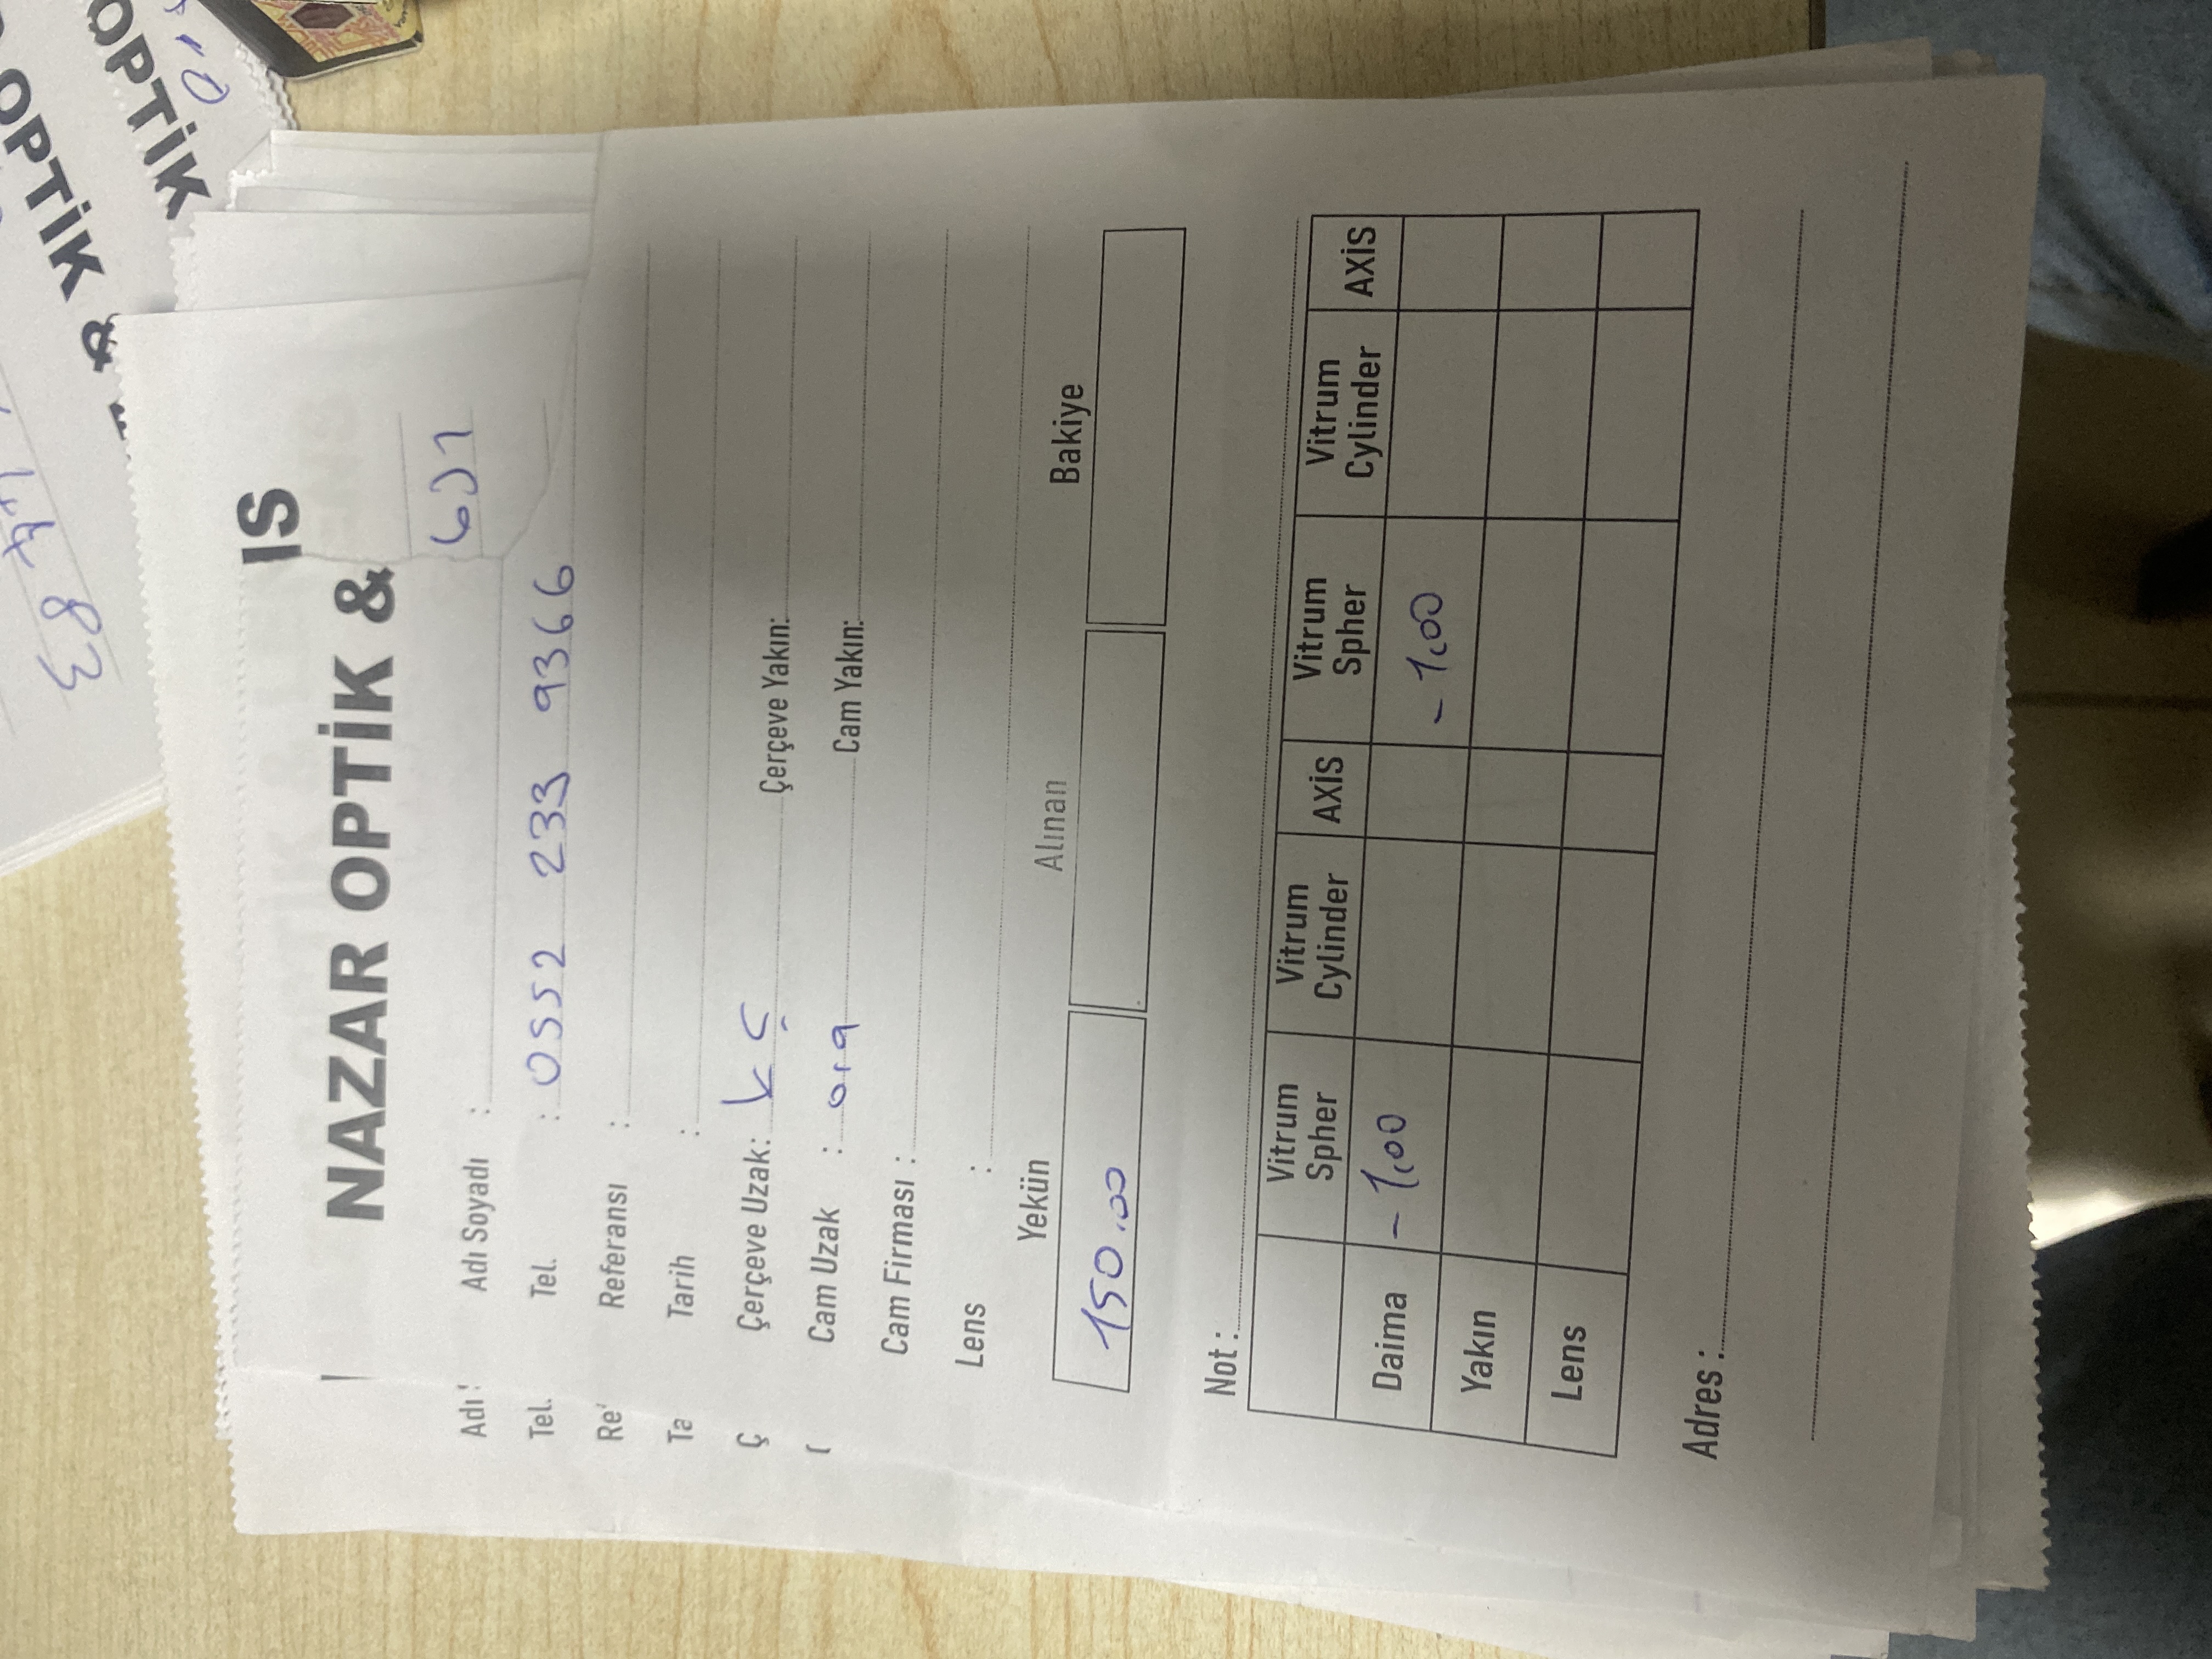 83
OPTİK &
OPTİK
IS
NAZAR OPTİK &
Adı Soyadı :
Tel. : 0552 233 9366
Referansı :
Tarih :
Çerçeve Uzak: kç Çerçeve Yakın:
Cam Uzak : org Cam Yakın:
Cam Firması :
Lens :
Yekün Alınan Bakiye
150.00
Not :
Vitrum Spher Vitrum Cylinder AXİS Vitrum Spher Vitrum Cylinder AXİS
Daima -1.00 -1.00
Yakın
Lens
Adres :
Adı
Tel.
Re
Ta
Ç